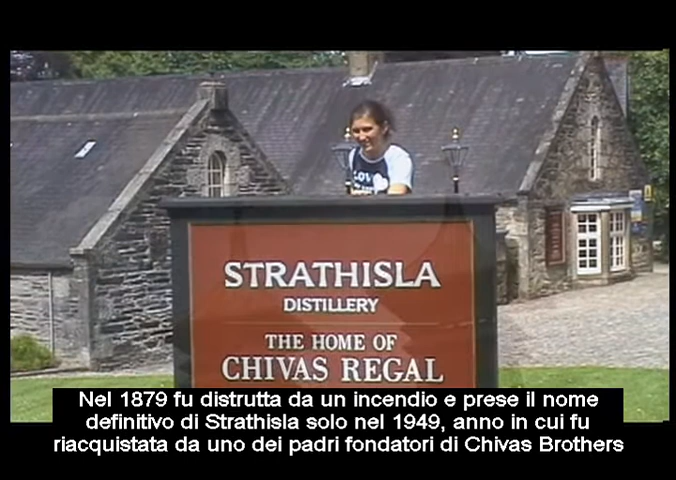 LOVE
STRATHISLA
DISTILLERY
THE HOME OF
CHIVAS REGAL
Nel 1879 fu distrutta da un incendio e prese il nome
definitivo di Strathisla solo nel 1949, anno in cui fu
riacquistata da uno dei padri fondatori di Chivas Brothers